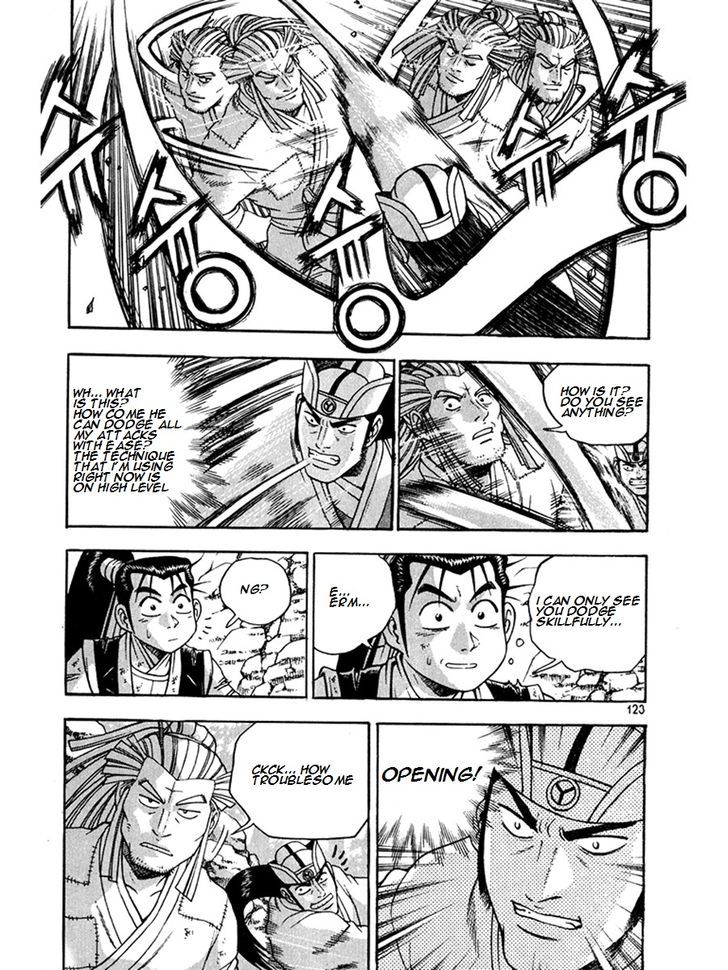 HOW IS IT?
DO YOU SEE
ANYTHING?
WH... WHAT
IS THIS?
HOW COME HE
CAN DODGE ALL
MY ATTACKS
WITH EASE?
THE TECHNIQUE
THAT I'M USING
RIGHT NOW IS
ON HIGH LEVEL
I CAN ONLY SEE
YOU DODGE
SKILLFULLY...
E...
ERM...
NG?
123
OPENING!
CKCK... HOW
TROUBLESOME